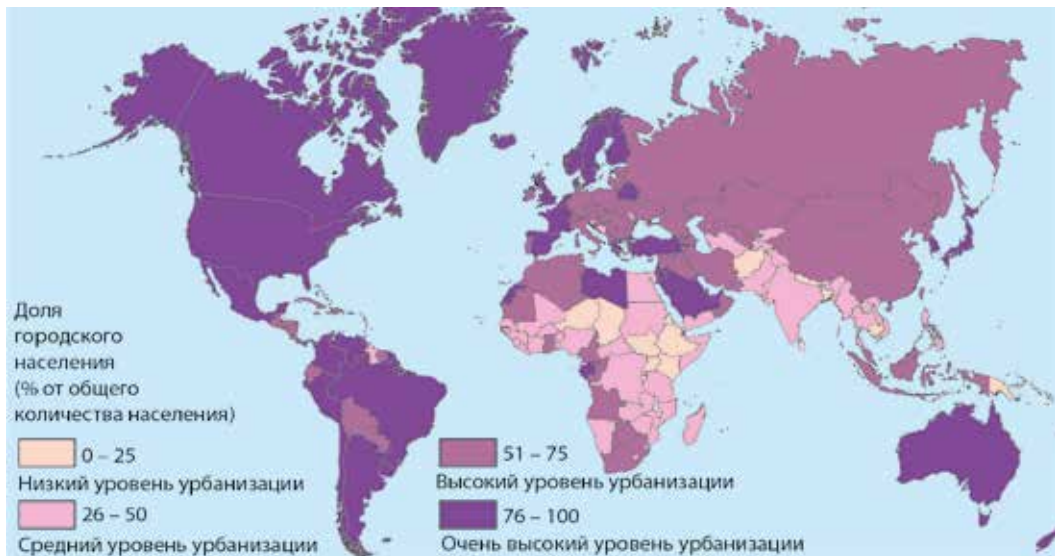 Доля
городского
населения
(% от общего
количества населения)
0 – 25
Низкий уровень урбанизации
26 – 50
Средний уровень урбанизации
51 – 75
Высокий уровень урбанизации
76 – 100
Очень высокий уровень урбанизации